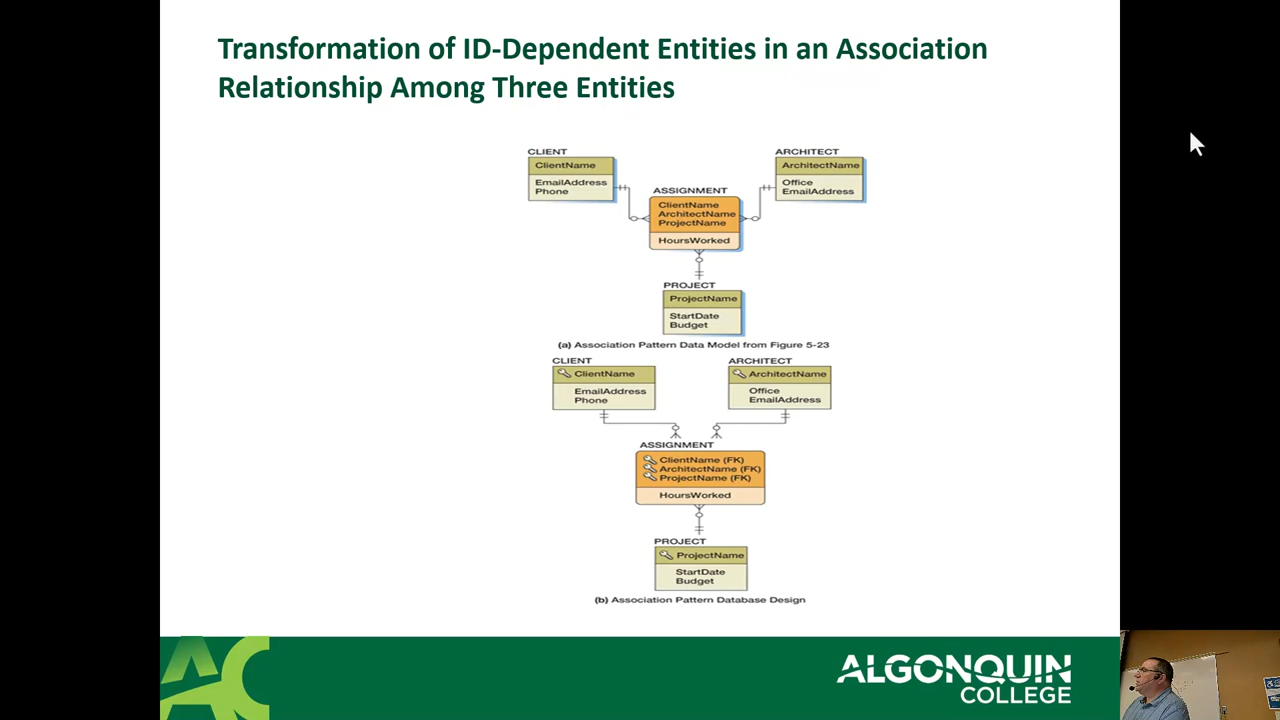 Transformation of ID-Dependent Entities in an Association
Relationship Among Three Entities
CLIENT
ClientName
EmailAddress
Phone
ARCHITECT
ArchitectName
Office
EmailAddress
ASSIGNMENT
ClientName
ArchitectName
ProjectName
HoursWorked
PROJECT
ProjectName
StartDate
Budget
(a) Association Pattern Data Model from Figure 5-23
CLIENT
ClientName
EmailAddress
Phone
ARCHITECT
ArchitectName
Office
EmailAddress
ASSIGNMENT
ClientName (FK)
ArchitectName (FK)
ProjectName (FK)
HoursWorked
PROJECT
ProjectName
StartDate
Budget
(b) Association Pattern Database Design
AC
ALGONQUIN
COLLEGE